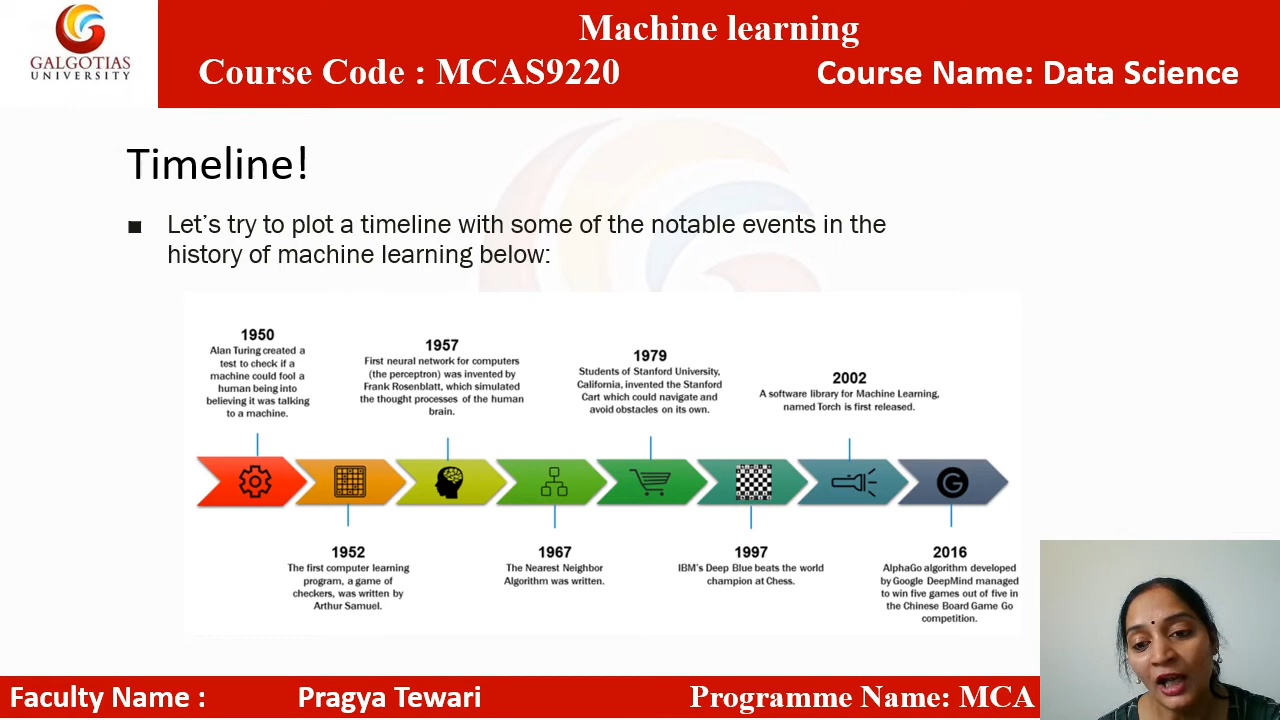 GALGOTIAS
UNIVERSITY
Machine learning
Course Code : MCAS9220
Course Name: Data Science
Timeline!
Let's try to plot a timeline with some of the notable events in the
history of machine learning below:
1950
Alan Turing created a
test to check if a
machine could fool a
human being into
believing it was talking
to a machine.
1957
First neural network for computers
(the perceptron) was invented by
Frank Rosenblatt, which simulated
the thought processes of the human
brain.
1979
Students of Stanford University,
California, invented the Stanford
Cart which could navigate and
avoid obstacles on its own.
2002
A software library for Machine Learning,
named Torch is first released.
G
1952
The first computer learning
program, a game of
checkers, was written by
Arthur Samuel.
1967
The Nearest Neighbor
Algorithm was written.
1997
IBM's Deep Blue beats the world
champion at Chess.
2016
AlphaGo algorithm developed
by Google DeepMind managed
to win five games out of five in
the Chinese Board Game Go
competition.
Faculty Name :
Pragya Tewari
Programme Name: MCA